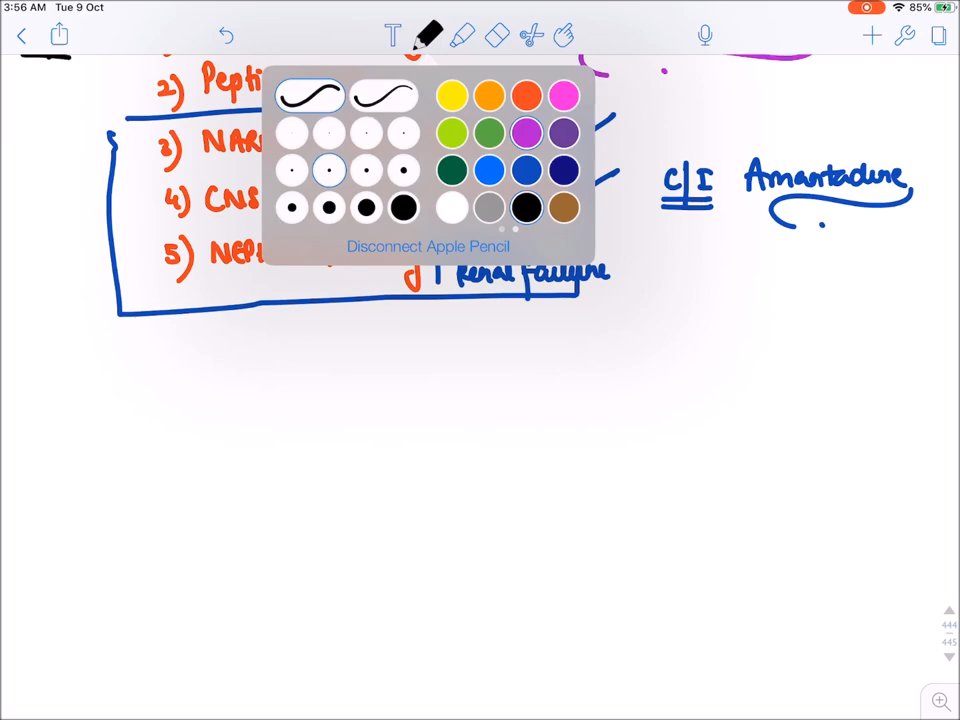 3:56 AM Tue 9 Oct
85%
T
2) Pepti
3) NAR
4) CNS
5) NEP
Renal failure
C/I Amantadine
Disconnect Apple Pencil
444
445